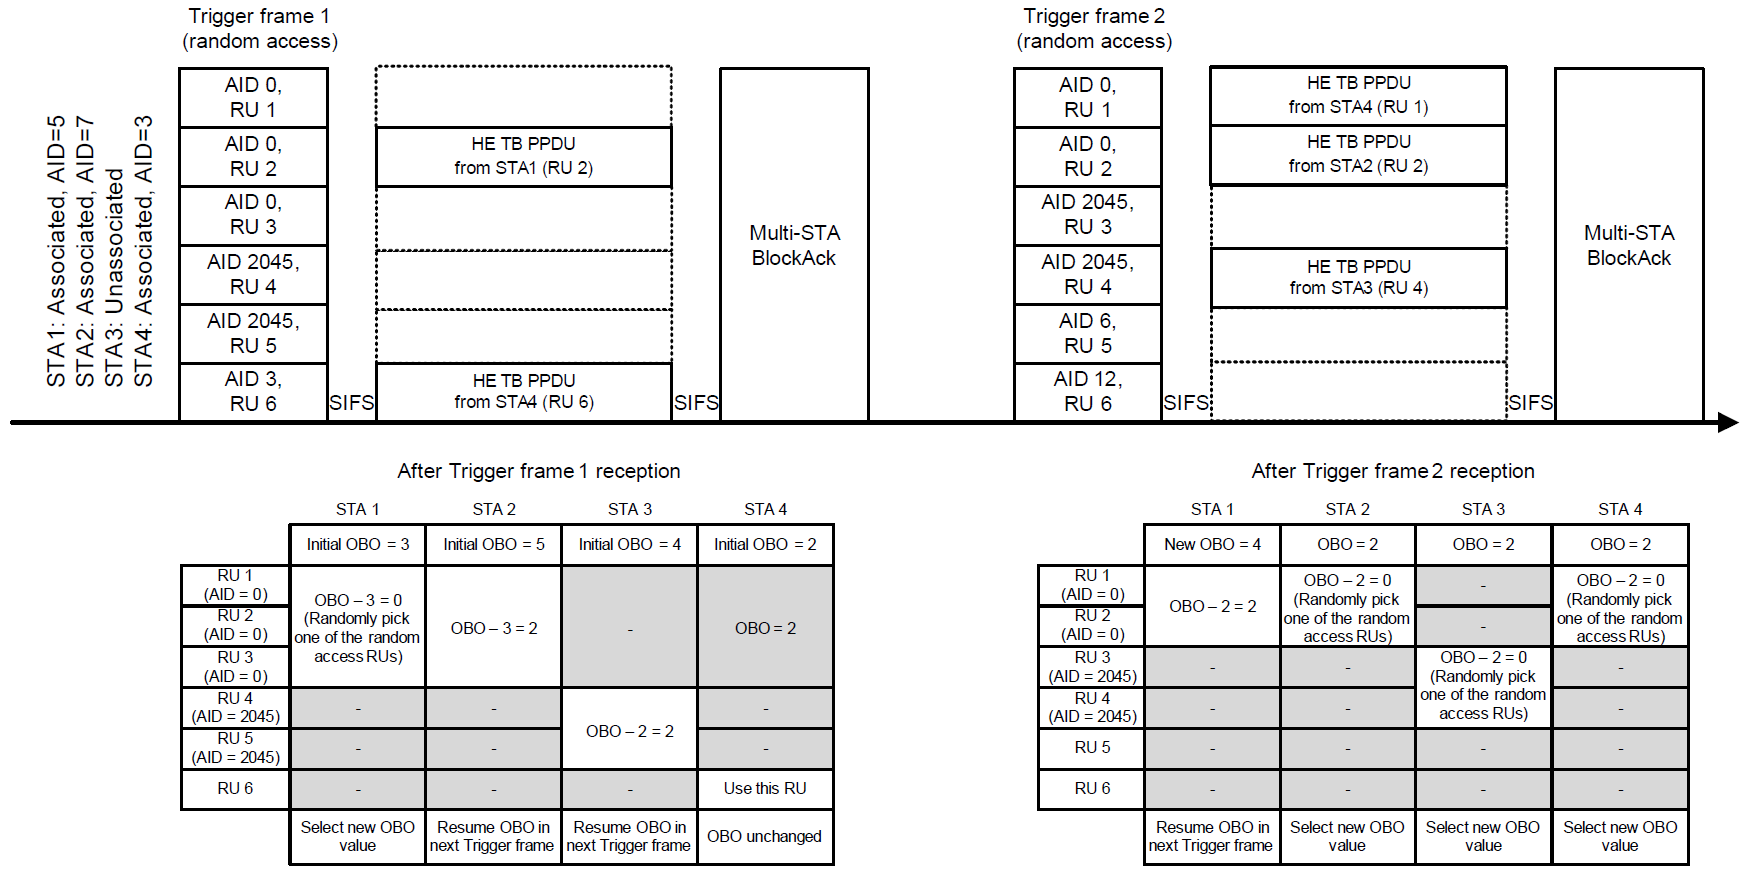 Trigger frame 1
(random access)
Trigger frame 2
(random access)
STA1: Associated, AID=5
STA2: Associated, AID=7
STA3: Unassociated
STA4: Associated, AID=3
AID 0,
RU 1
AID 0,
RU 2
AID 0,
RU 3
AID 2045,
RU 4
AID 2045,
RU 5
AID 3,
RU 6
SIFS
HE TB PPDU
from STA1 (RU 2)
HE TB PPDU
from STA4 (RU 6)
SIFS
Multi-STA
BlockAck
AID 0,
RU 1
AID 0,
RU 2
AID 2045,
RU 3
AID 2045,
RU 4
AID 6,
RU 5
AID 12,
RU 6
SIFS
HE TB PPDU
from STA4 (RU 1)
HE TB PPDU
from STA2 (RU 2)
HE TB PPDU
from STA3 (RU 4)
SIFS
Multi-STA
BlockAck
After Trigger frame 1 reception
STA 1 STA 2 STA 3 STA 4
Initial OBO = 3 Initial OBO = 5 Initial OBO = 4 Initial OBO = 2
RU 1
(AID = 0)
RU 2
(AID = 0)
RU 3
(AID = 0)
OBO – 3 = 0
(Randomly pick
one of the random
access RUs)
OBO – 3 = 2
-
OBO = 2
RU 4
(AID = 2045)
- - -
RU 5
(AID = 2045)
- - -
OBO – 2 = 2
RU 6
- - - Use this RU
Select new OBO
value
Resume OBO in
next Trigger frame
Resume OBO in
next Trigger frame
OBO unchanged
After Trigger frame 2 reception
STA 1 STA 2 STA 3 STA 4
New OBO = 4 OBO = 2 OBO = 2 OBO = 2
RU 1
(AID = 0)
RU 2
(AID = 0)
OBO – 2 = 2
OBO – 2 = 0
(Randomly pick
one of the random
access RUs)
-
-
OBO – 2 = 0
(Randomly pick
one of the random
access RUs)
RU 3
(AID = 2045)
- - -
RU 4
(AID = 2045)
- - -
OBO – 2 = 0
(Randomly pick
one of the random
access RUs)
RU 5
- - - -
RU 6
- - - -
Resume OBO in
next Trigger frame
Select new OBO
value
Select new OBO
value
Select new OBO
value